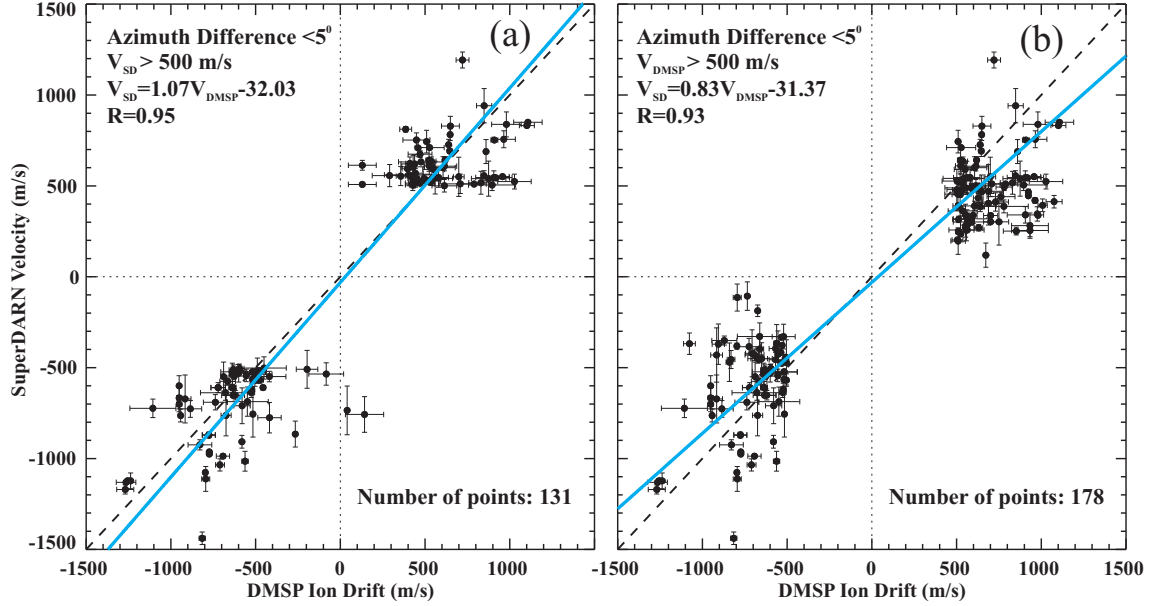 (a)
Azimuth Difference <5⁰
V_SD > 500 m/s
V_SD=1.07V_DMSP-32.03
R=0.95
Number of points: 131
(b)
Azimuth Difference <5⁰
V_DMSP > 500 m/s
V_SD=0.83V_DMSP-31.37
R=0.93
Number of points: 178
SuperDARN Velocity (m/s)
1500
1000
500
0
-500
-1000
-1500
-1500 -1000 -500 0 500 1000 -1500 -1000 -500 0 500 1000 1500
DMSP Ion Drift (m/s) DMSP Ion Drift (m/s)